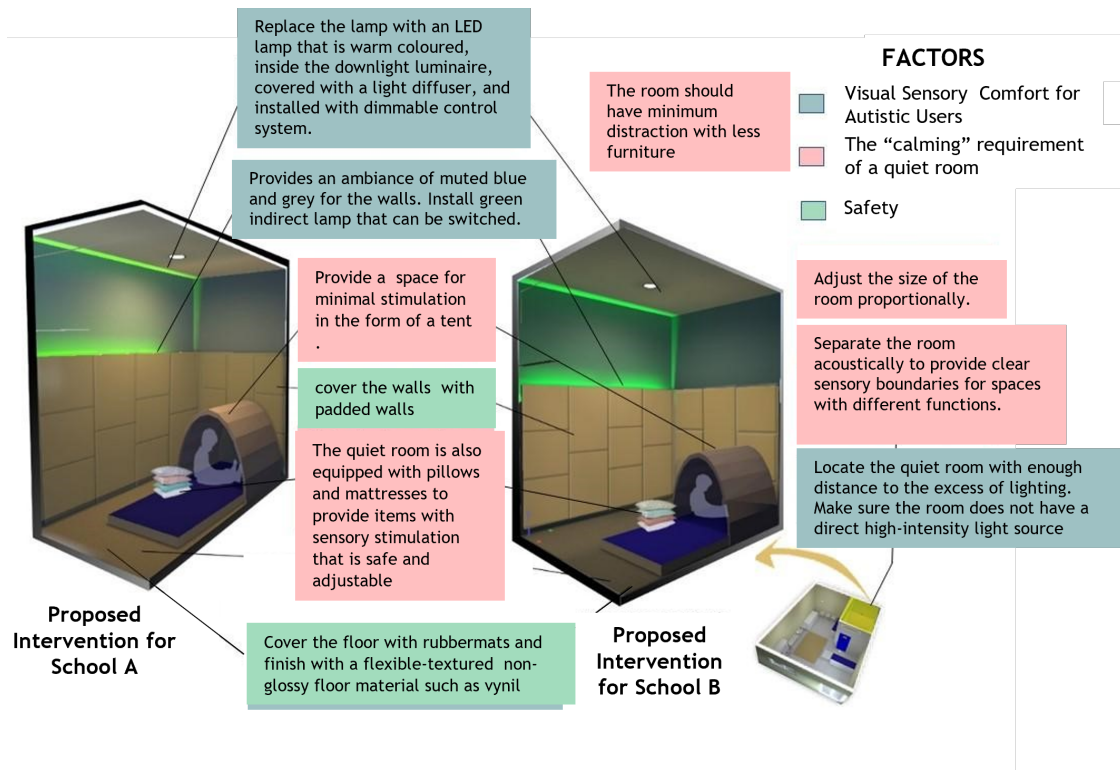 Replace the lamp with an LED
lamp that is warm coloured,
inside the downlight luminaire,
covered with a light diffuser, and
installed with dimmable control
system.
The room should
have minimum
distraction with less
furniture
FACTORS
Visual Sensory Comfort for
Autistic Users
The “calming” requirement
of a quiet room
Safety
Provides an ambiance of muted blue
and grey for the walls. Install green
indirect lamp that can be switched.
Provide a space for
minimal stimulation
in the form of a tent
.
Adjust the size of the
room proportionally.
Separate the room
acoustically to provide clear
sensory boundaries for spaces
with different functions.
cover the walls with
padded walls
The quiet room is also
equipped with pillows
and mattresses to
provide items with
sensory stimulation
that is safe and
adjustable
Locate the quiet room with enough
distance to the excess of lighting.
Make sure the room does not have a
direct high-intensity light source
Proposed
Intervention for
School A
Cover the floor with rubbermats and
finish with a flexible-textured non-
glossy floor material such as vynil
Proposed
Intervention
for School B